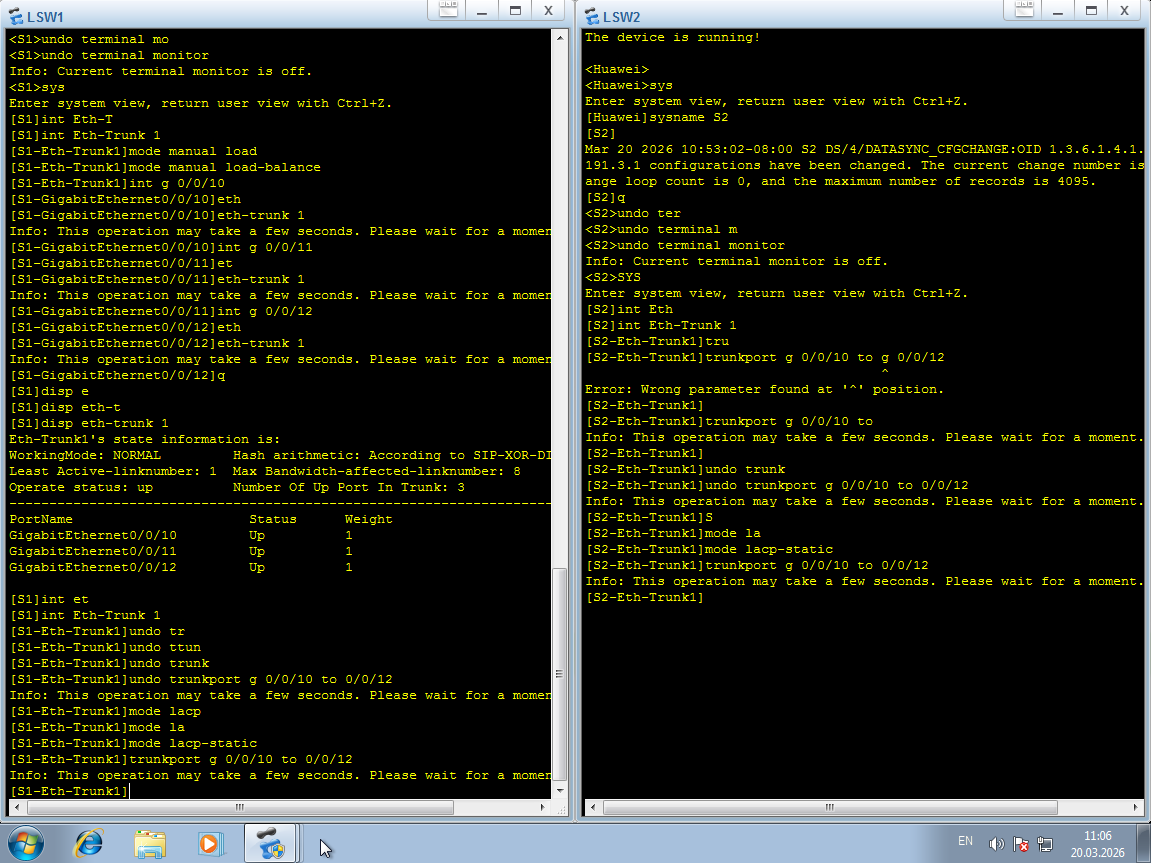 LSW1
<S1>undo terminal mo
<S1>undo terminal monitor
Info: Current terminal monitor is off.
<S1>sys
Enter system view, return user view with Ctrl+Z.
[S1]int Eth-T
[S1]int Eth-Trunk 1
[S1-Eth-Trunk1]mode manual load
[S1-Eth-Trunk1]mode manual load-balance
[S1-Eth-Trunk1]int g 0/0/10
[S1-GigabitEthernet0/0/10]eth
[S1-GigabitEthernet0/0/10]eth-trunk 1
Info: This operation may take a few seconds. Please wait for a momen
[S1-GigabitEthernet0/0/10]int g 0/0/11
[S1-GigabitEthernet0/0/11]et
[S1-GigabitEthernet0/0/11]eth-trunk 1
Info: This operation may take a few seconds. Please wait for a momen
[S1-GigabitEthernet0/0/11]int g 0/0/12
[S1-GigabitEthernet0/0/12]eth
[S1-GigabitEthernet0/0/12]eth-trunk 1
Info: This operation may take a few seconds. Please wait for a momen
[S1-GigabitEthernet0/0/12]q
[S1]disp e
[S1]disp eth-t
[S1]disp eth-trunk 1
Eth-Trunk1's state information is:
WorkingMode: NORMAL         Hash arithmetic: According to SIP-XOR-DI
Least Active-linknumber: 1  Max Bandwidth-affected-linknumber: 8
Operate status: up          Number Of Up Port In Trunk: 3
--------------------------------------------------------------------
PortName                      Status      Weight
GigabitEthernet0/0/10         Up          1
GigabitEthernet0/0/11         Up          1
GigabitEthernet0/0/12         Up          1
[S1]int et
[S1]int Eth-Trunk 1
[S1-Eth-Trunk1]undo tr
[S1-Eth-Trunk1]undo ttun
[S1-Eth-Trunk1]undo trunk
[S1-Eth-Trunk1]undo trunkport g 0/0/10 to 0/0/12
Info: This operation may take a few seconds. Please wait for a momen
[S1-Eth-Trunk1]mode lacp
[S1-Eth-Trunk1]mode la
[S1-Eth-Trunk1]mode lacp-static
[S1-Eth-Trunk1]trunkport g 0/0/10 to 0/0/12
Info: This operation may take a few seconds. Please wait for a momen
[S1-Eth-Trunk1]
LSW2
The device is running!
<Huawei>
<Huawei>sys
Enter system view, return user view with Ctrl+Z.
[Huawei]sysname S2
[S2]
Mar 20 2026 10:53:02-08:00 S2 DS/4/DATASYNC_CFGCHANGE:OID 1.3.6.1.4.1.
191.3.1 configurations have been changed. The current change number is
ange loop count is 0, and the maximum number of records is 4095.
[S2]q
<S2>undo ter
<S2>undo terminal m
<S2>undo terminal monitor
Info: Current terminal monitor is off.
<S2>SYS
Enter system view, return user view with Ctrl+Z.
[S2]int Eth
[S2]int Eth-Trunk 1
[S2-Eth-Trunk1]tru
[S2-Eth-Trunk1]trunkport g 0/0/10 to g 0/0/12
^
Error: Wrong parameter found at '^' position.
[S2-Eth-Trunk1]
[S2-Eth-Trunk1]trunkport g 0/0/10 to
Info: This operation may take a few seconds. Please wait for a moment.
[S2-Eth-Trunk1]
[S2-Eth-Trunk1]undo trunk
[S2-Eth-Trunk1]undo trunkport g 0/0/10 to 0/0/12
Info: This operation may take a few seconds. Please wait for a moment.
[S2-Eth-Trunk1]S
[S2-Eth-Trunk1]mode la
[S2-Eth-Trunk1]mode lacp-static
[S2-Eth-Trunk1]trunkport g 0/0/10 to 0/0/12
Info: This operation may take a few seconds. Please wait for a moment.
[S2-Eth-Trunk1]
EN
11:06
20.03.2026